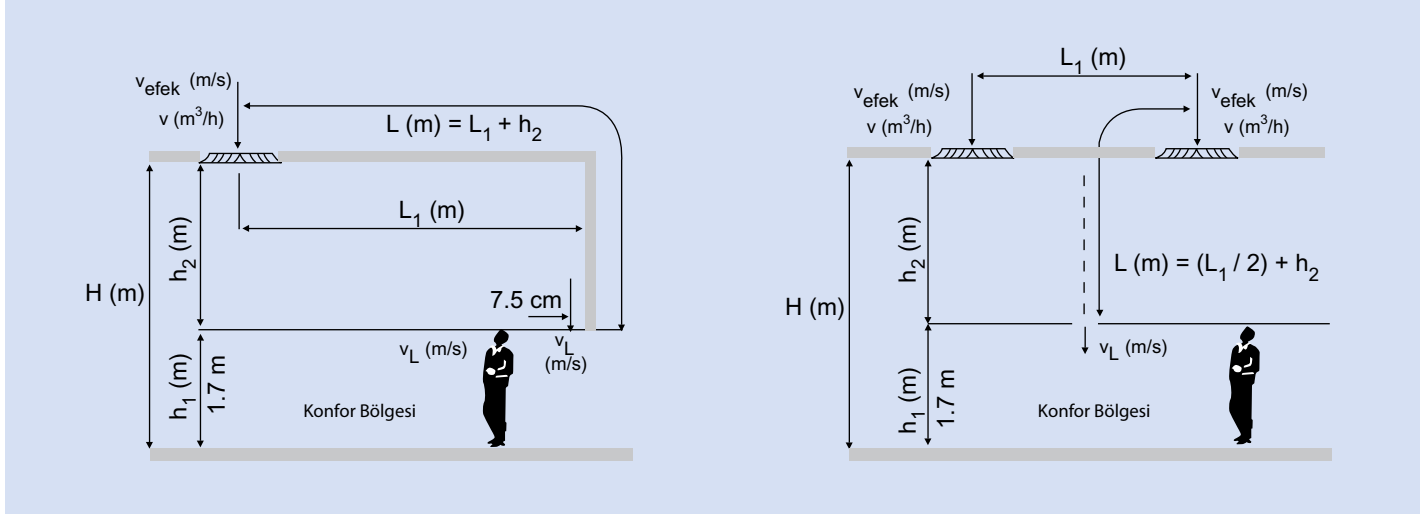 v_efek (m/s)
v (m³/h)
L (m) = L₁ + h₂
L₁ (m)
h₂ (m)
H (m)
7.5 cm
v_L (m/s)
v_L
(m/s)
h₁ (m)
1.7 m
Konfor Bölgesi
L₁ (m)
v_efek (m/s)
v (m³/h)
v_efek (m/s)
v (m³/h)
h₂ (m)
L (m) = (L₁ / 2) + h₂
H (m)
v_L (m/s)
h₁ (m)
1.7 m
Konfor Bölgesi